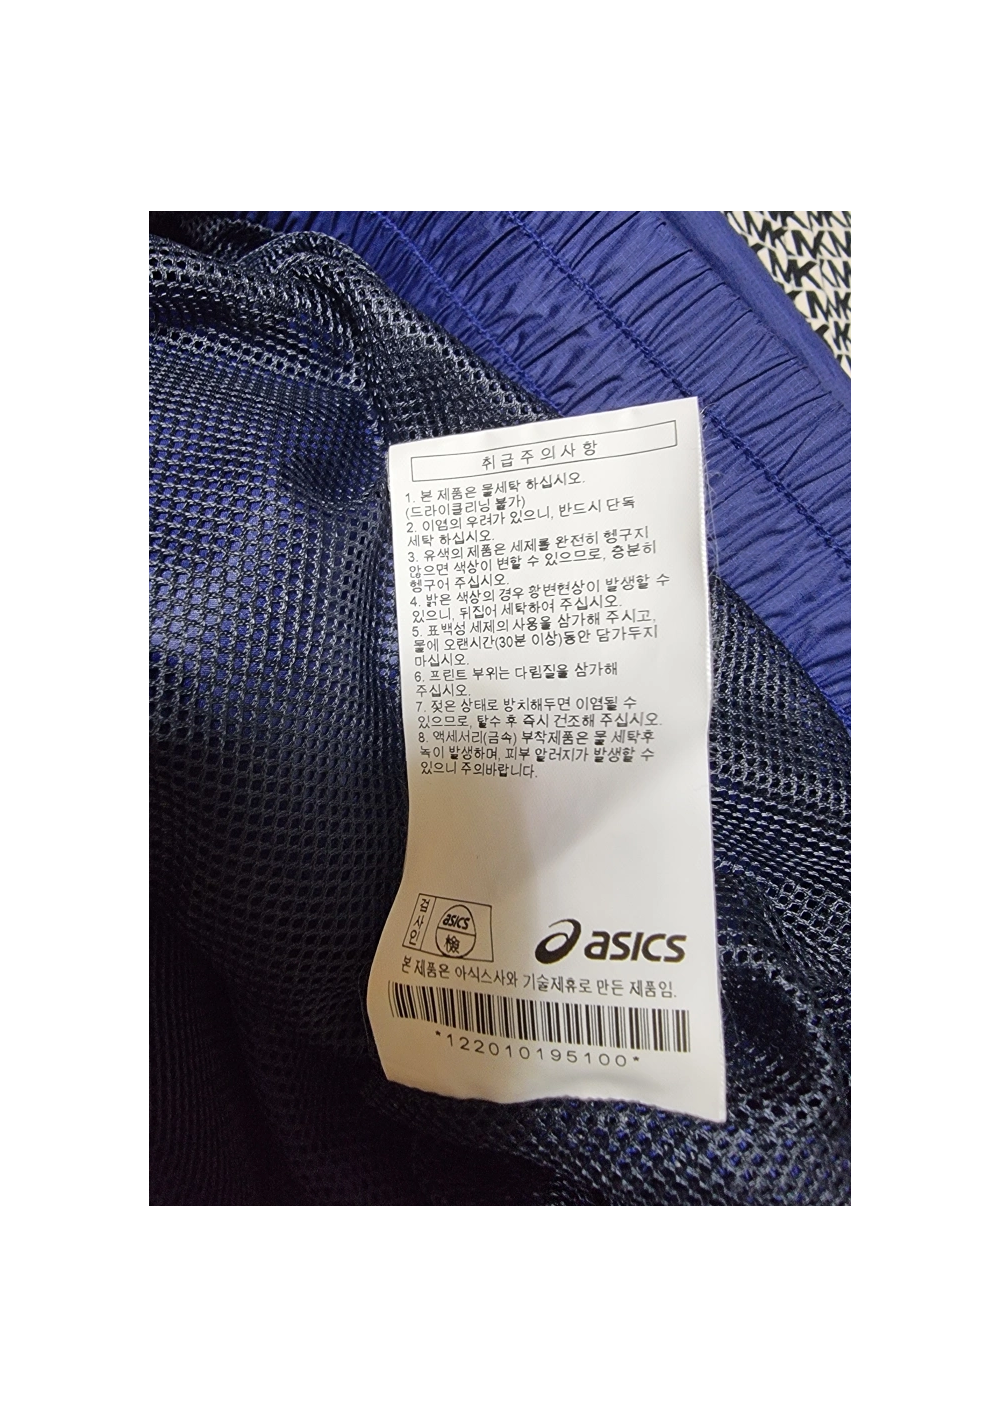 취급주의사항
1. 본 제품은 물세탁 하십시오.
(드라이클리닝 불가)
2. 이염의 우려가 있으니, 반드시 단독
세탁 하십시오.
3. 유색의 제품은 세제를 완전히 헹구지
않으면 색상이 변할 수 있으므로, 충분히
헹구어 주십시오.
4. 밝은 색상의 경우 황변현상이 발생할 수
있으니, 뒤집어 세탁하여 주십시오.
5. 표백성 세제의 사용을 삼가해 주시고,
물에 오랜시간(30분 이상)동안 담가두지
마십시오.
6. 프린트 부위는 다림질을 삼가해
주십시오.
7. 젖은 상태로 방치해두면 이염될 수
있으므로, 탈수 후 즉시 건조해 주십시오.
8. 액세서리(금속) 부착제품은 물 세탁후
녹이 발생하며, 피부 알러지가 발생할 수
있으니 주의바랍니다.
검사인
asics
檢
asics
본 제품은 아식스사와 기술제휴로 만든 제품임.
*122010195100*
MK MK MK